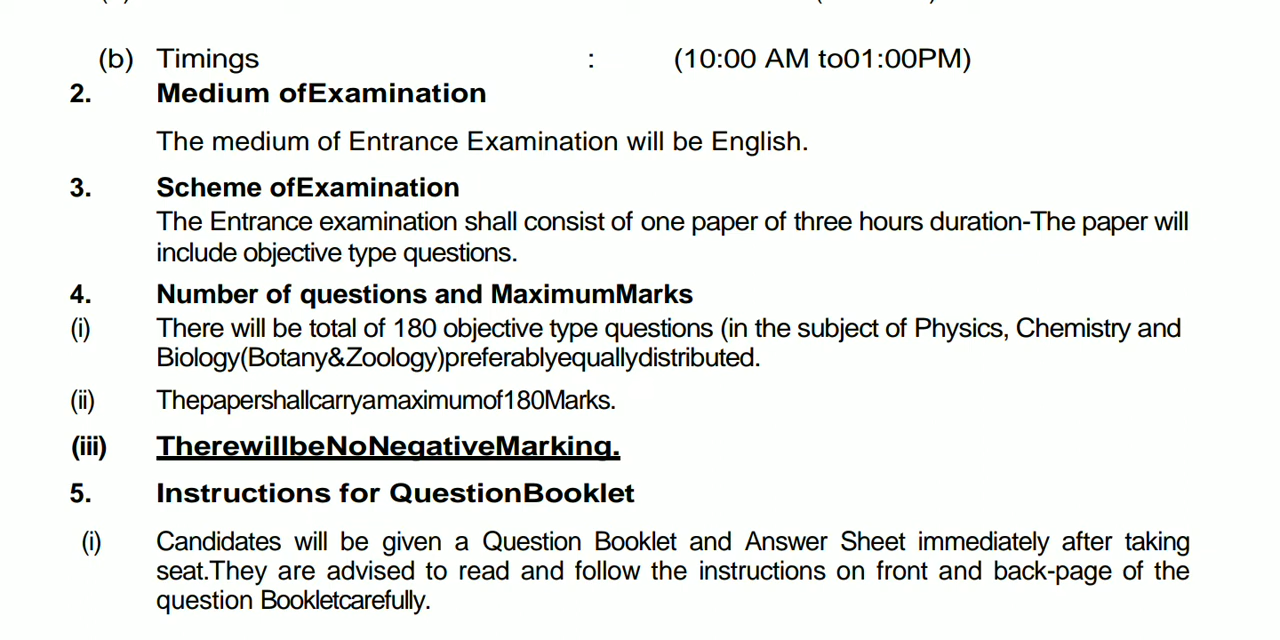 (b) Timings : (10:00 AM to01:00PM)
2. Medium ofExamination
The medium of Entrance Examination will be English.
3. Scheme ofExamination
The Entrance examination shall consist of one paper of three hours duration-The paper will
include objective type questions.
4. Number of questions and MaximumMarks
(i) There will be total of 180 objective type questions (in the subject of Physics, Chemistry and
Biology(Botany&Zoology)preferablyequallydistributed.
(ii) Thepapershallcarryamaximumof180Marks.
(iii) TherewillbeNoNegativeMarking.
5. Instructions for QuestionBooklet
(i) Candidates will be given a Question Booklet and Answer Sheet immediately after taking
seat.They are advised to read and follow the instructions on front and back-page of the
question Bookletcarefully.